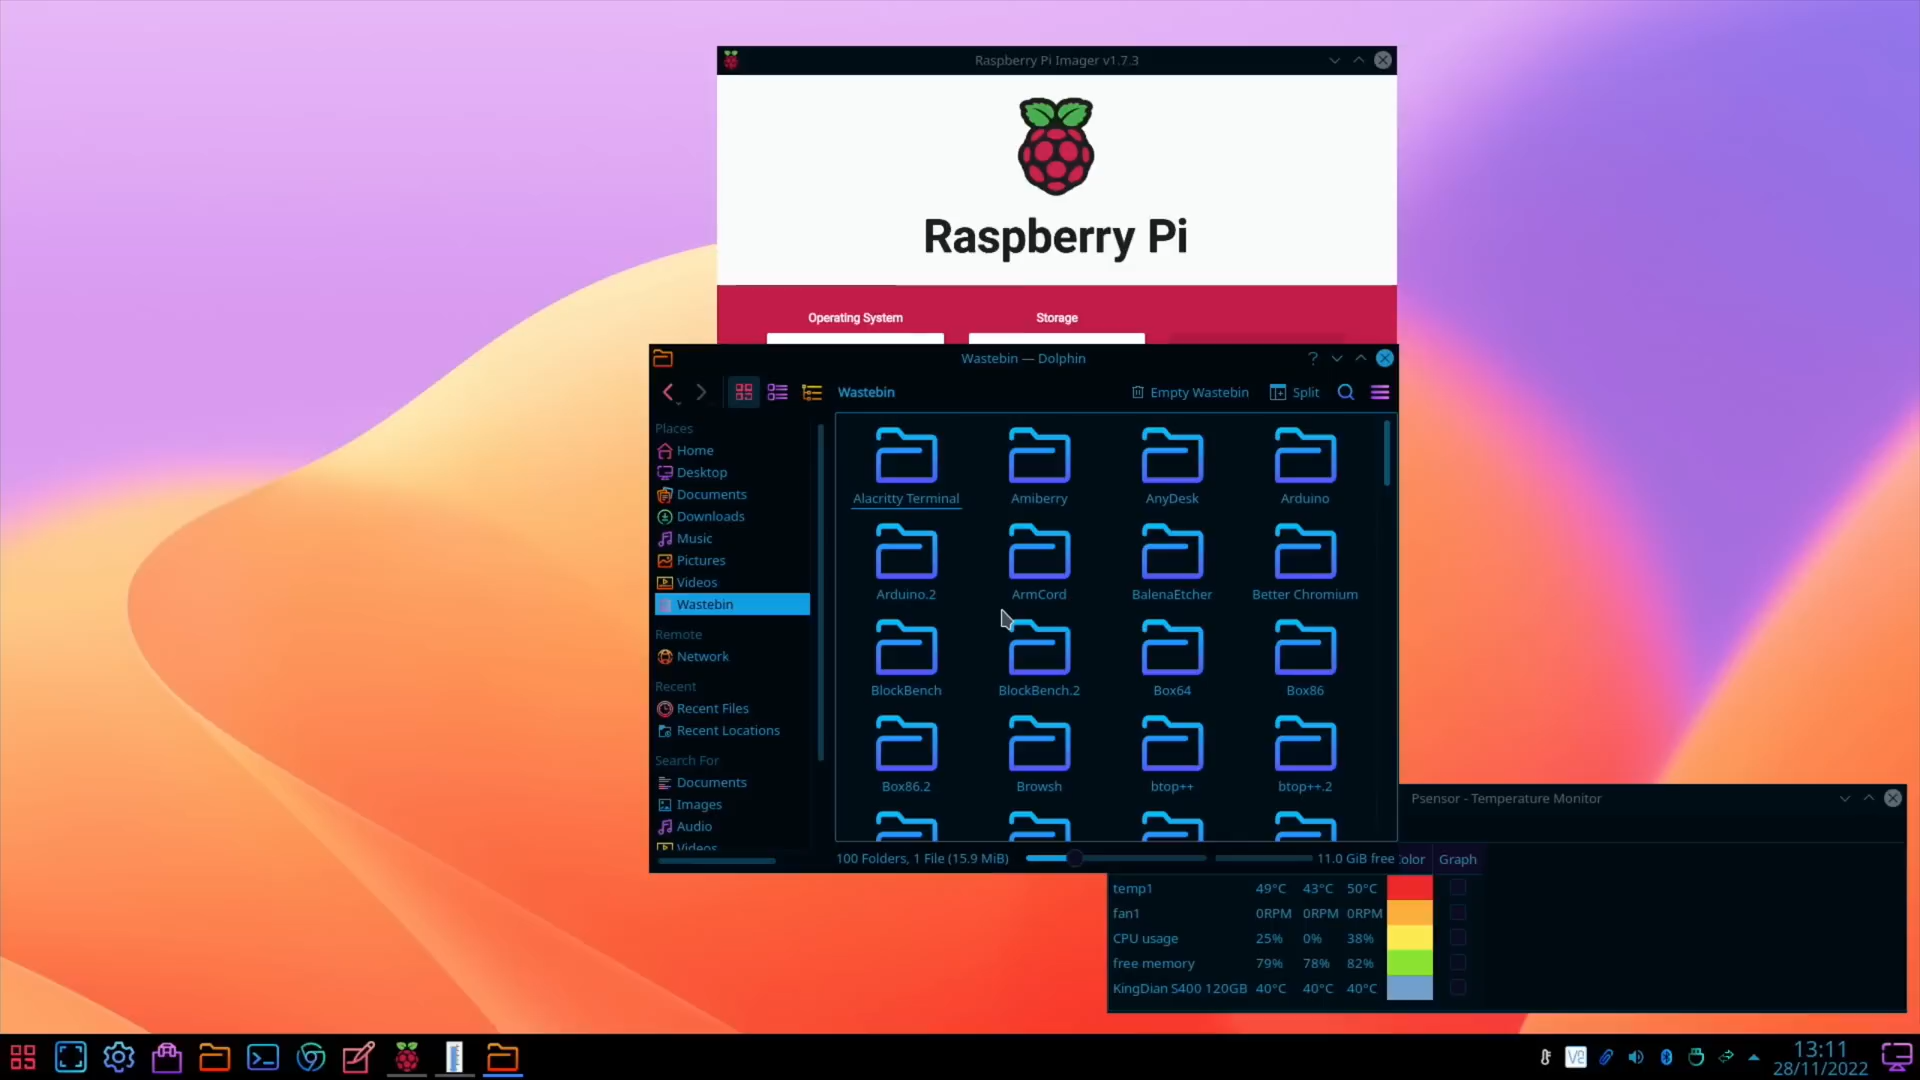 Raspberry Pi Imager v1.7.3
Raspberry Pi
Operating System
Storage
Wastebin — Dolphin
Wastebin
Empty Wastebin
Split
Places
Home
Desktop
Documents
Downloads
Music
Pictures
Videos
Wastebin
Remote
Network
Recent
Recent Files
Recent Locations
Search For
Documents
Images
Audio
Videos
Alacritty Terminal
Amiberry
AnyDesk
Arduino
Arduino.2
ArmCord
BalenaEtcher
Better Chromium
BlockBench
BlockBench.2
Box64
Box86
Box86.2
Browsh
btop++
btop++.2
100 Folders, 1 File (15.9 MiB)
11.0 GiB free
Psensor - Temperature Monitor
olor
Graph
temp1 49°C 43°C 50°C
fan1 0RPM 0RPM 0RPM
CPU usage 25% 0% 38%
free memory 79% 78% 82%
KingDian S400 120GB 40°C 40°C 40°C
13:11
28/11/2022